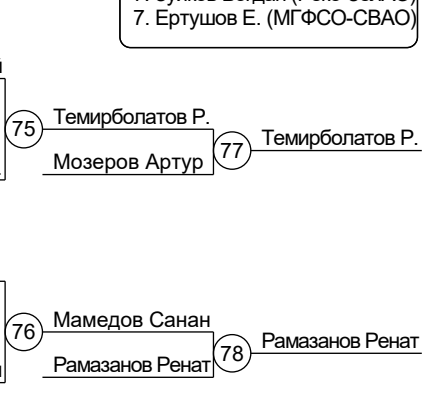 7. Ертушов Е. (МГФСО-СВАО)
75
Темирболатов Р.
Мозеров Артур
77
Темирболатов Р.
76
Мамедов Санан
Рамазанов Ренат
78
Рамазанов Ренат